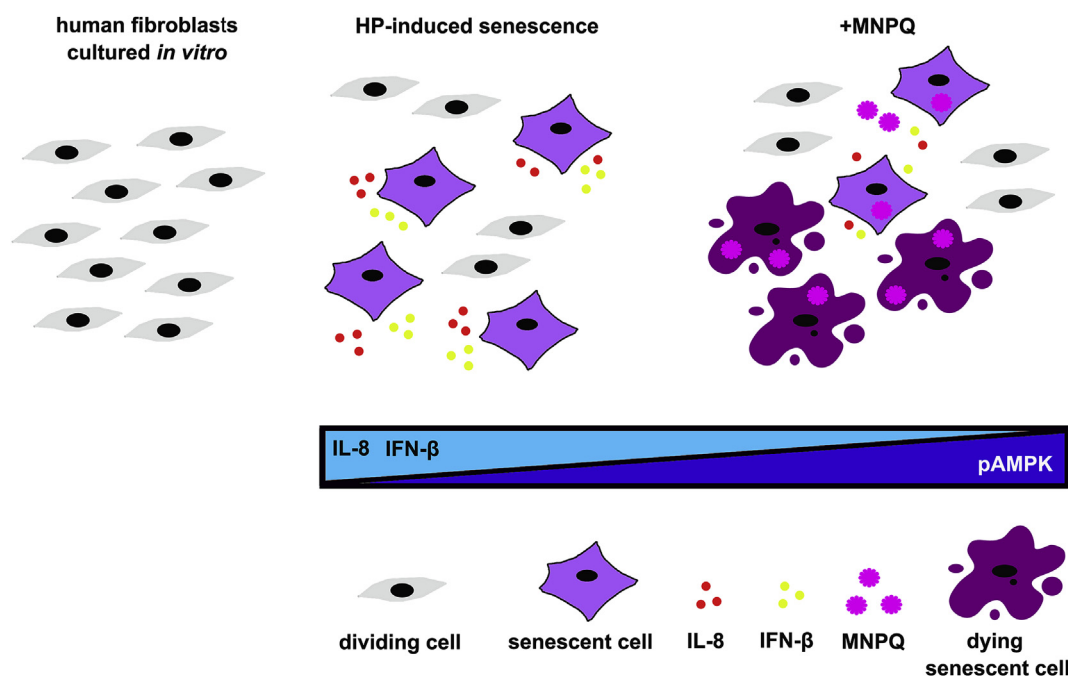 human fibroblasts
cultured in vitro
HP-induced senescence
+MNPQ
IL-8 IFN-β
pAMPK
dividing cell
senescent cell
IL-8
IFN-β
MNPQ
dying
senescent cell